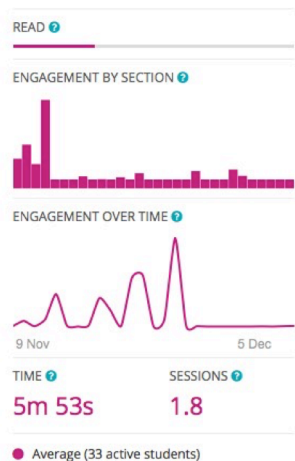 READ ?
ENGAGEMENT BY SECTION ?
ENGAGEMENT OVER TIME ?
9 Nov 5 Dec
TIME ? SESSIONS ?
5m 53s 1.8
Average (33 active students)